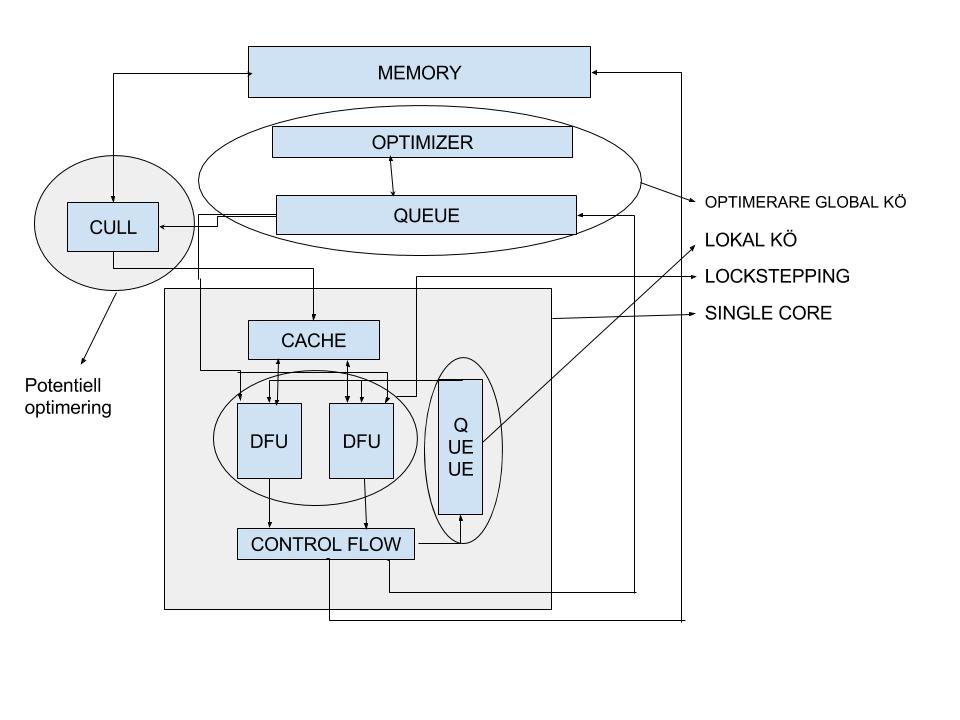 MEMORY
OPTIMIZER
QUEUE
CULL
OPTIMERARE GLOBAL KÖ
LOKAL KÖ
LOCKSTEPPING
SINGLE CORE
CACHE
Potentiell
optimering
DFU
DFU
Q
UE
UE
CONTROL FLOW